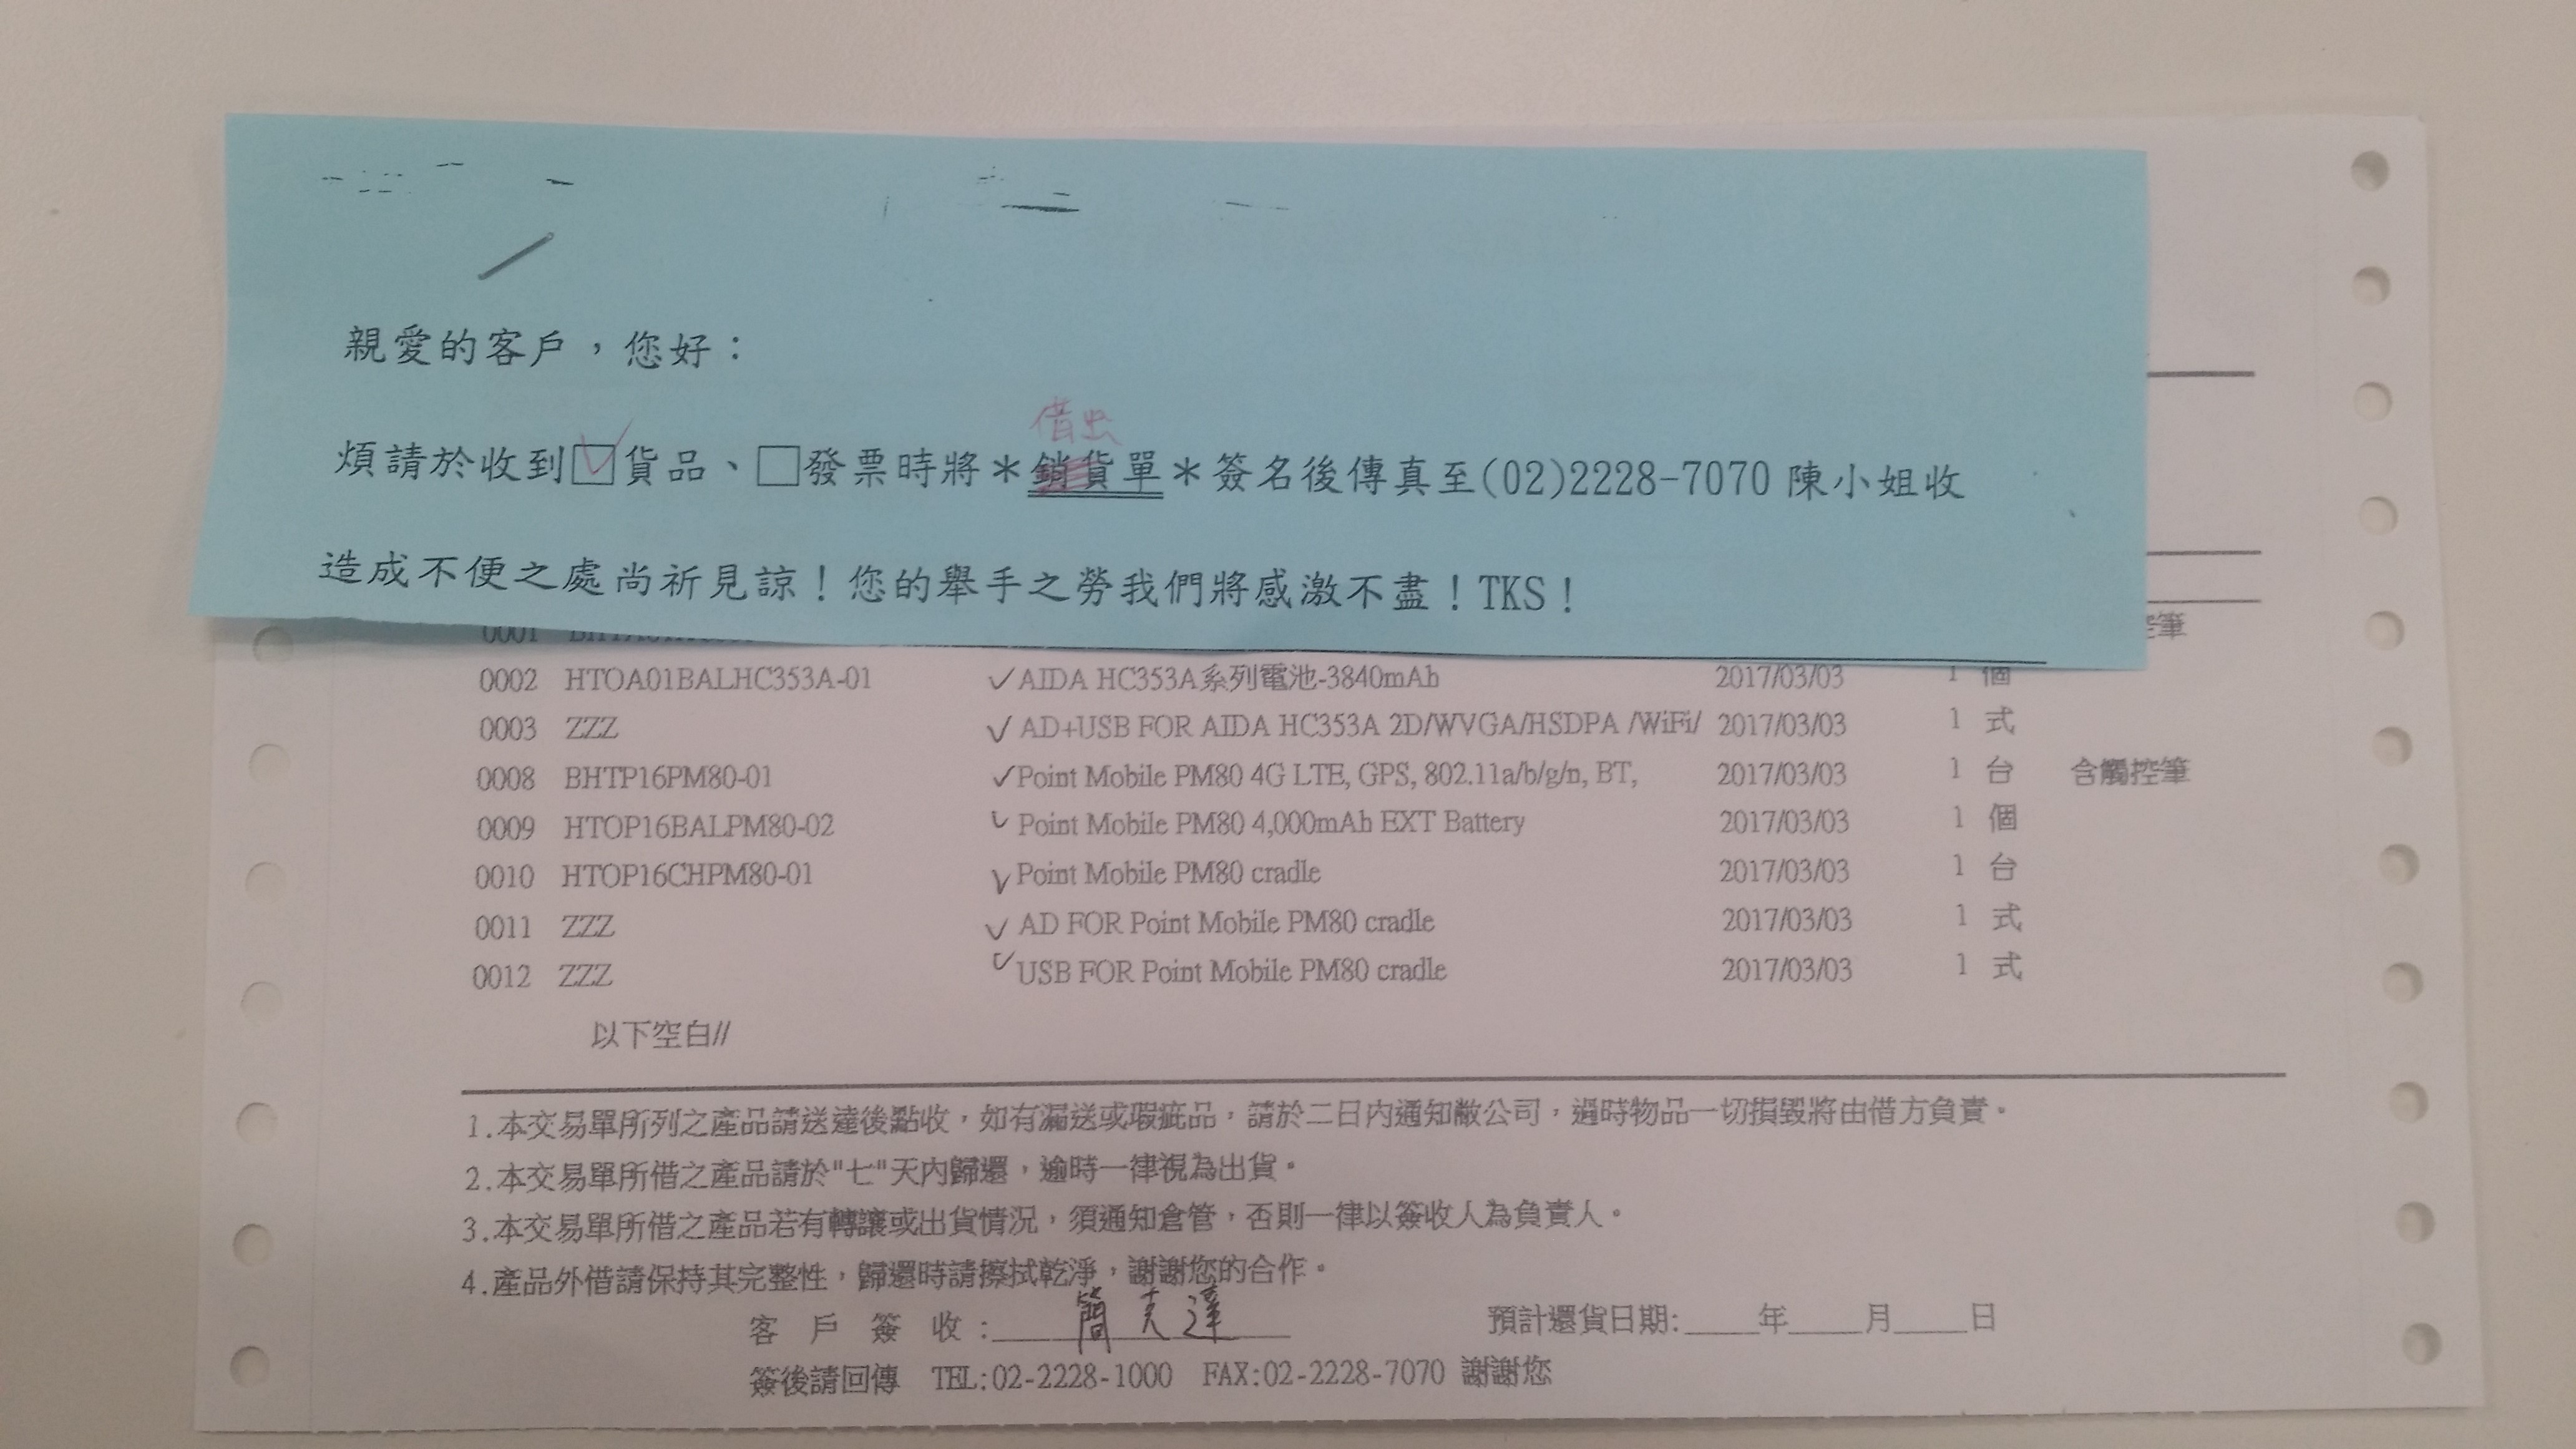 親愛的客戶，您好：
借出
煩請於收到☑貨品、□發票時將＊銷貨單＊簽名後傳真至(02)2228-7070 陳小姐收
造成不便之處尚祈見諒！您的舉手之勞我們將感激不盡！TKS！
0001 控筆
0002 HTOA01BALHC353A-01 ✓AIDA HC353A系列電池-3840mAh 2017/03/03 1 個
0003 ZZZ ✓AD+USB FOR AIDA HC353A 2D/WVGA/HSDPA /WiFi/ 2017/03/03 1 式
0008 BHTP16PM80-01 ✓Point Mobile PM80 4G LTE, GPS, 802.11a/b/g/n, BT, 2017/03/03 1 台 含觸控筆
0009 HTOP16BALPM80-02 ✓Point Mobile PM80 4,000mAh EXT Battery 2017/03/03 1 個
0010 HTOP16CHPM80-01 ✓Point Mobile PM80 cradle 2017/03/03 1 台
0011 ZZZ ✓AD FOR Point Mobile PM80 cradle 2017/03/03 1 式
0012 ZZZ ✓USB FOR Point Mobile PM80 cradle 2017/03/03 1 式
以下空白//
1.本交易單所列之產品請送達後點收，如有漏送或瑕疵品，請於二日內通知敝公司，過時物品一切損毀將由借方負責。
2.本交易單所借之產品請於"七"天內歸還，逾時一律視為出貨。
3.本交易單所借之產品若有轉讓或出貨情況，須通知倉管，否則一律以簽收人為負責人。
4.產品外借請保持其完整性，歸還時請擦拭乾淨，謝謝您的合作。
客 戶 簽 收：簡 達 預計還貨日期:____年____月____日
簽後請回傳 TEL:02-2228-1000 FAX:02-2228-7070 謝謝您